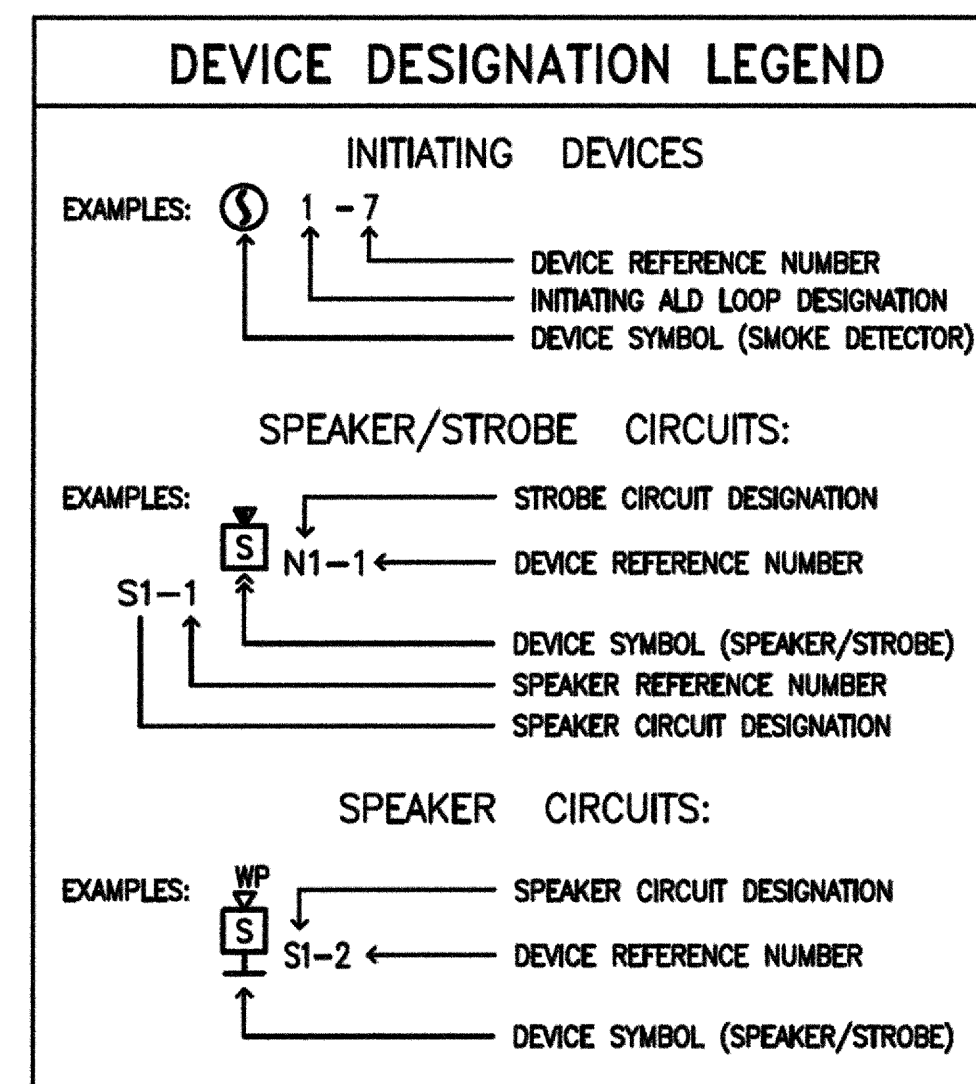 DEVICE DESIGNATION LEGEND
INITIATING DEVICES
EXAMPLES: S 1 - 7
DEVICE REFERENCE NUMBER
INITIATING ALD LOOP DESIGNATION
DEVICE SYMBOL (SMOKE DETECTOR)
SPEAKER/STROBE CIRCUITS:
EXAMPLES: STROBE CIRCUIT DESIGNATION
S N1-1 DEVICE REFERENCE NUMBER
S1-1
DEVICE SYMBOL (SPEAKER/STROBE)
SPEAKER REFERENCE NUMBER
SPEAKER CIRCUIT DESIGNATION
SPEAKER CIRCUITS:
WP
EXAMPLES: SPEAKER CIRCUIT DESIGNATION
S S1-2 DEVICE REFERENCE NUMBER
DEVICE SYMBOL (SPEAKER/STROBE)